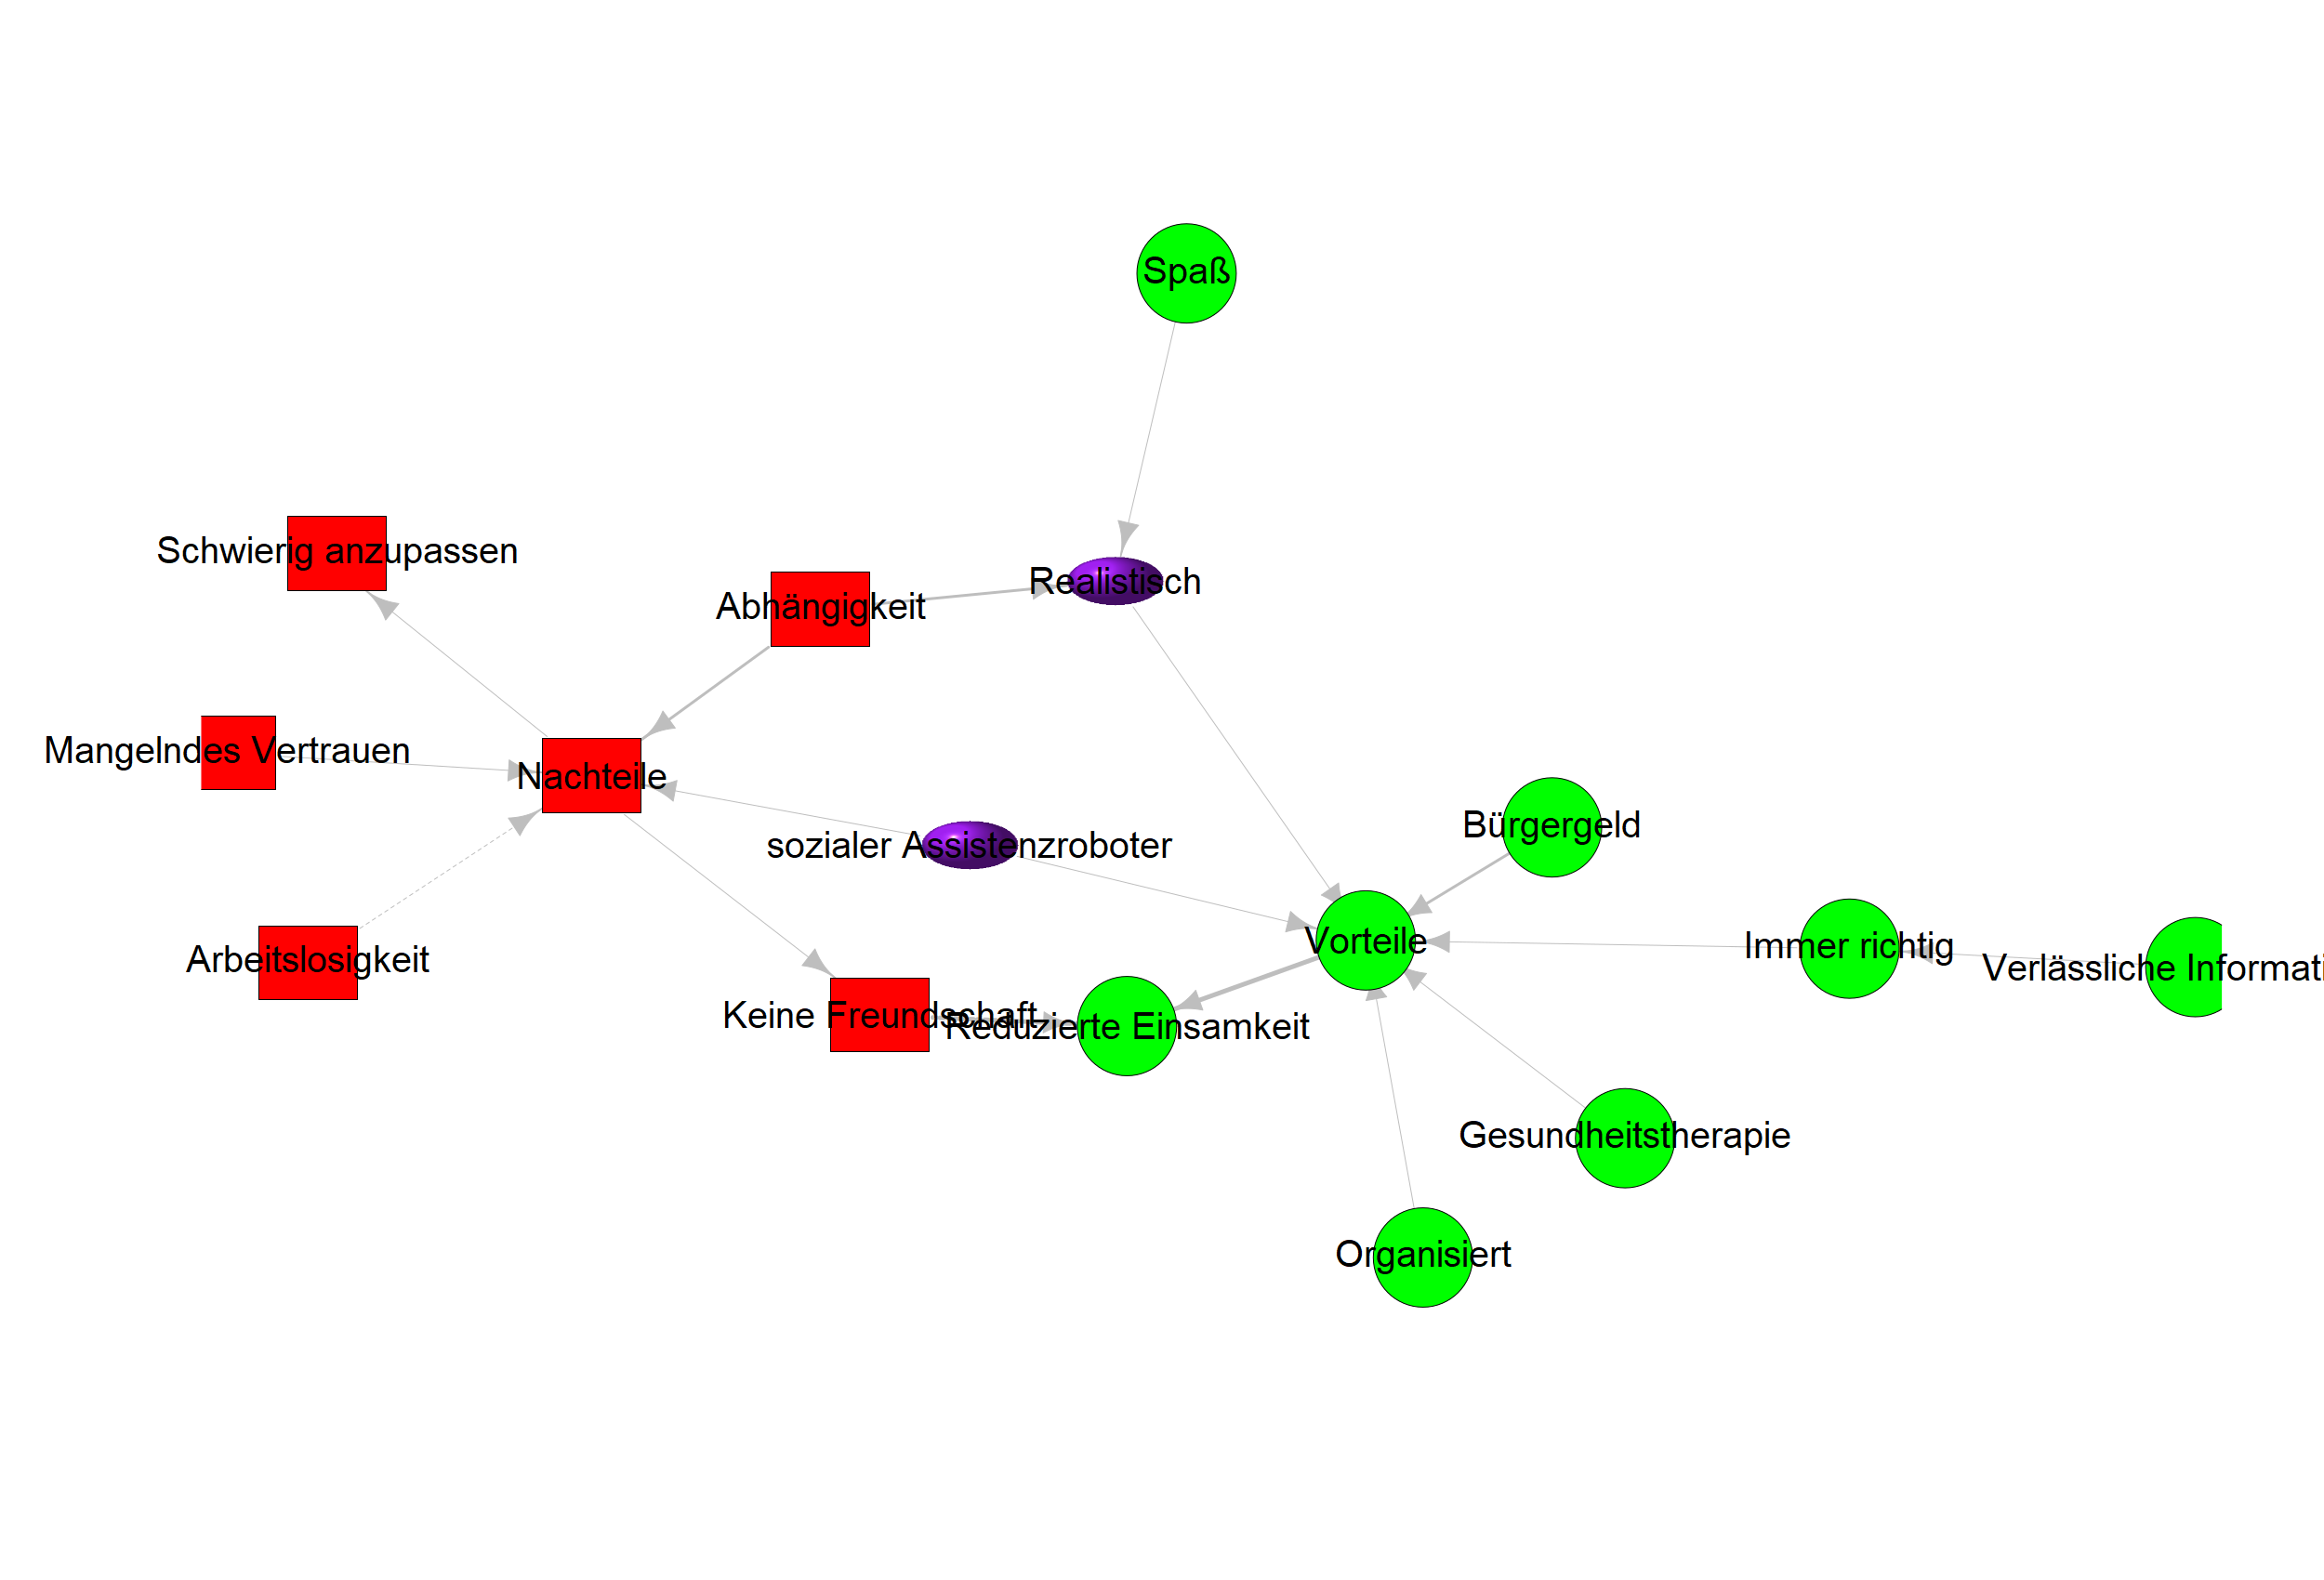 Spaß
Schwierig anzupassen
Realistisch
Abhängigkeit
Mangelndes Vertrauen
Nachteile
Bürgergeld
sozialer Assistenzroboter
Vorteile
Immer richtig
Arbeitslosigkeit
Verlässliche Informati
Keine Freundschaft
Reduzierte Einsamkeit
Gesundheitstherapie
Organisiert